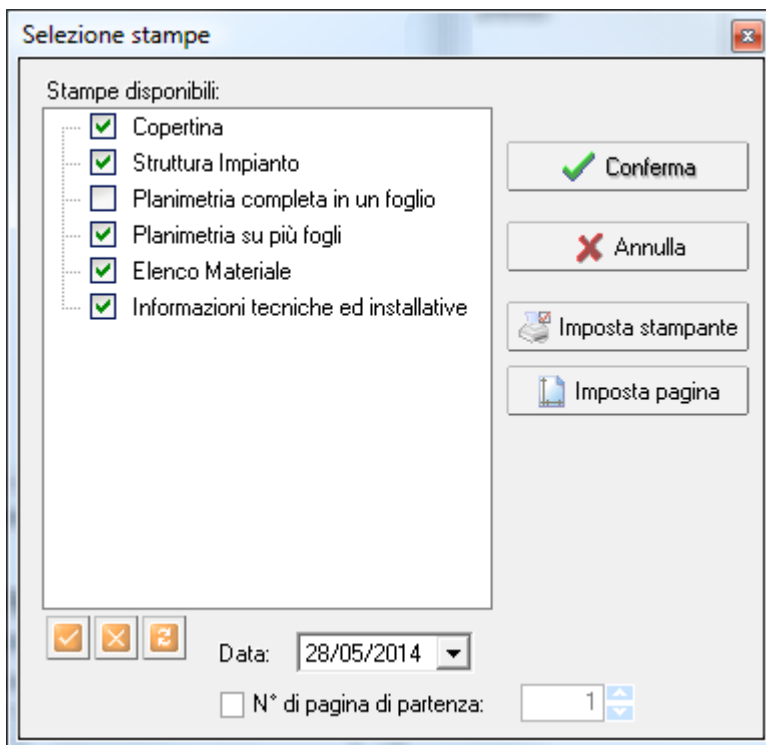 Selezione stampe
Stampe disponibili:
Copertina
Struttura Impianto
Planimetria completa in un foglio
Planimetria su più fogli
Elenco Materiale
Informazioni tecniche ed installative
Conferma
Annulla
Imposta stampante
Imposta pagina
Data: 28/05/2014
N° di pagina di partenza: 1